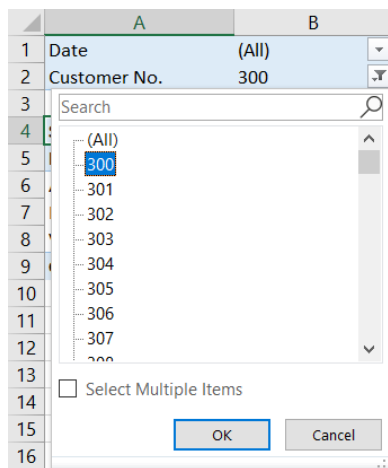 A B
1 Date (All)
2 Customer No. 300
3 Search
4 (All)
5 300
6 301
7 302
8 303
9 304
10 305
11 306
12 307
13 Select Multiple Items
14
15 OK Cancel
16